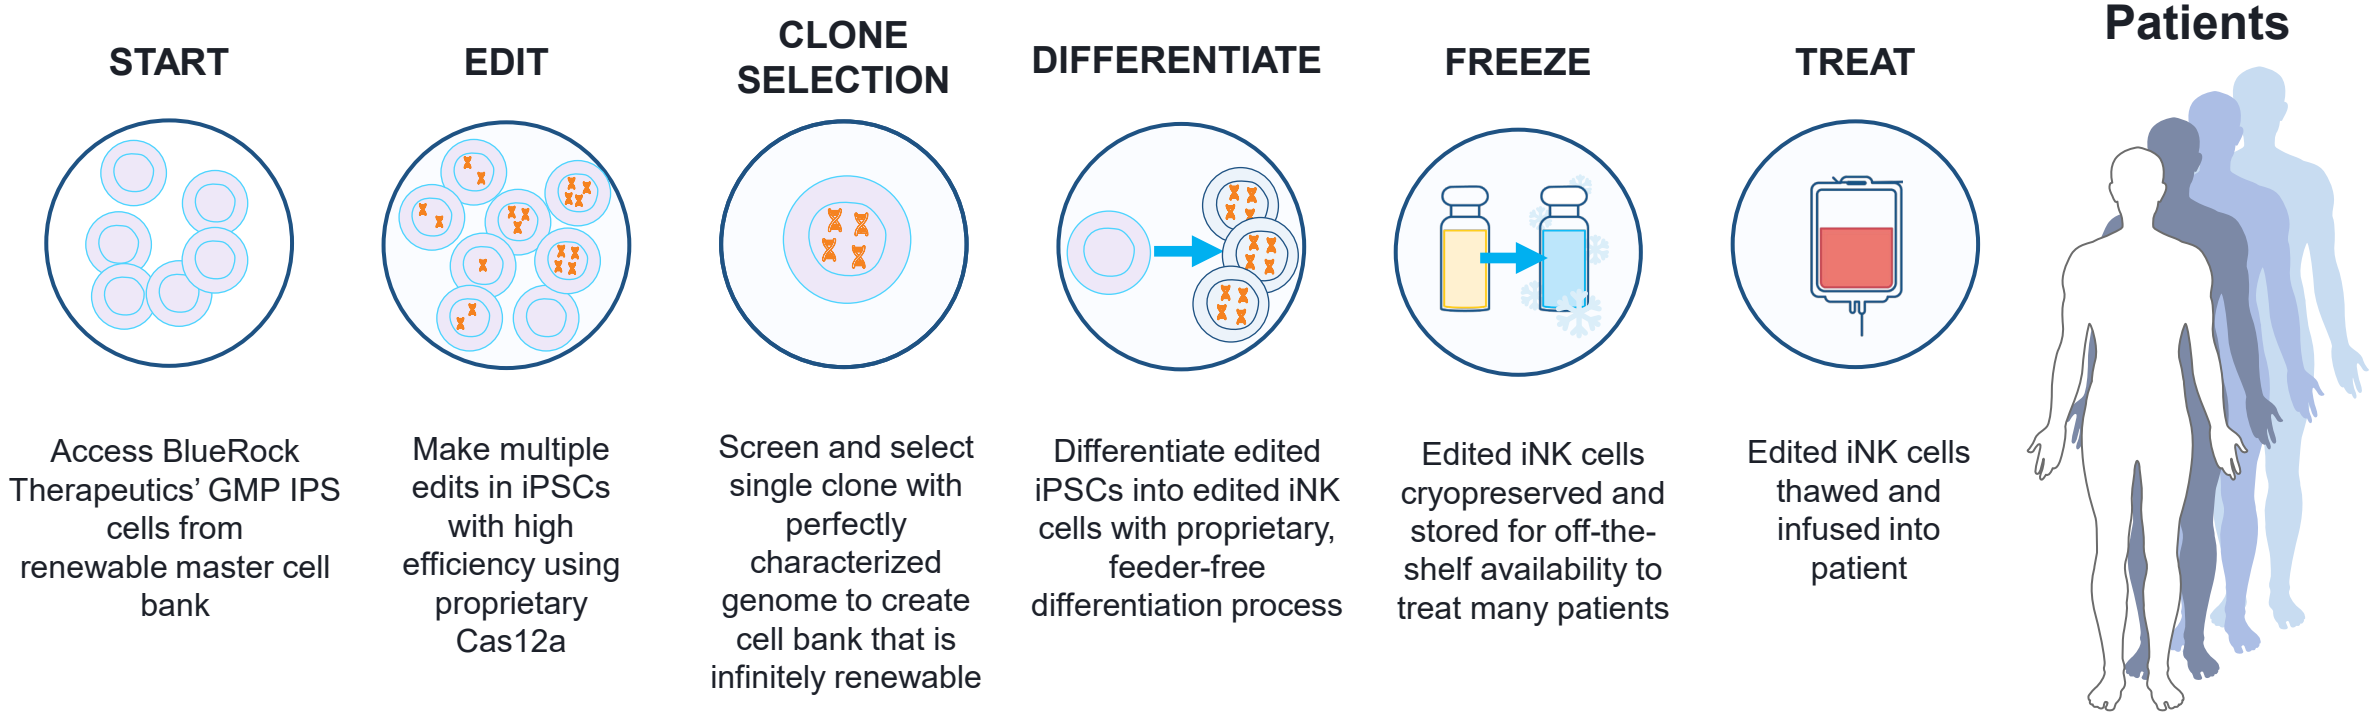 START
Access BlueRock
Therapeutics’ GMP IPS
cells from
renewable master cell
bank
EDIT
Make multiple
edits in iPSCs
with high
efficiency using
proprietary
Cas12a
CLONE
SELECTION
Screen and select
single clone with
perfectly
characterized
genome to create
cell bank that is
infinitely renewable
DIFFERENTIATE
Differentiate edited
iPSCs into edited iNK
cells with proprietary,
feeder-free
differentiation process
FREEZE
Edited iNK cells
cryopreserved and
stored for off-the-
shelf availability to
treat many patients
TREAT
Edited iNK cells
thawed and
infused into
patient
Patients